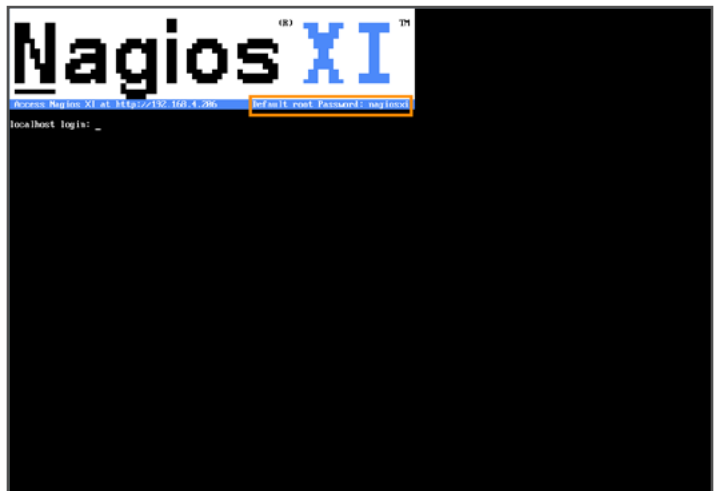 Nagios XI (R) TM
Access Nagios XI at http://192.168.4.206 Default root Password: nagiosxi
localhost login: _